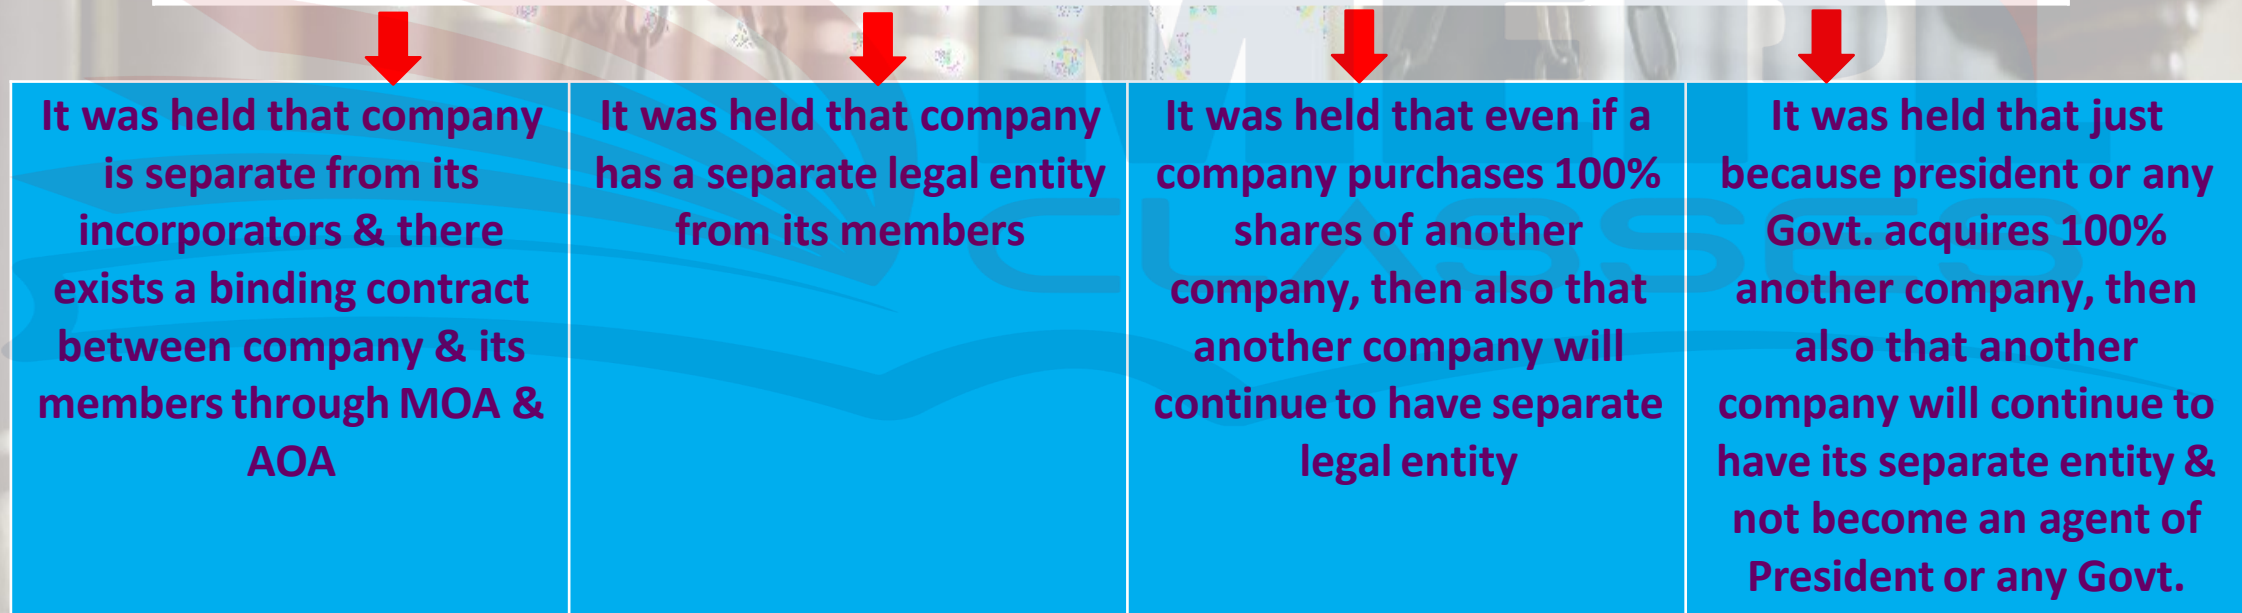 It was held that company
is separate from its
incorporators & there
exists a binding contract
between company & its
members through MOA &
AOA
It was held that company
has a separate legal entity
from its members
It was held that even if a
company purchases 100%
shares of another
company, then also that
another company will
continue to have separate
legal entity
It was held that just
because president or any
Govt. acquires 100%
another company, then
also that another
company will continue to
have its separate entity &
not become an agent of
President or any Govt.
CLASSES